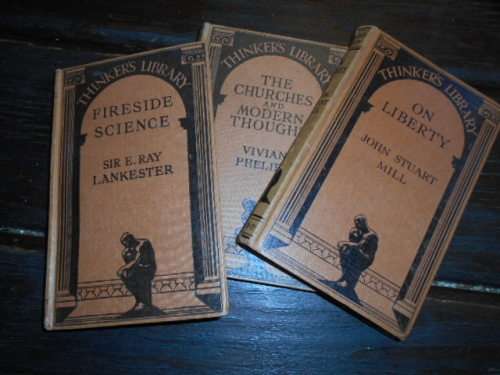 THINKER'S LIBRARY
FIRESIDE
SCIENCE
SIR E. RAY
LANKESTER
THINKER'S LIBRARY
THE
CHURCHES
AND
MODERN
THOUGHT
VIVIAN
THINKER'S LIBRARY
ON
LIBERTY
JOHN STUART
MILL